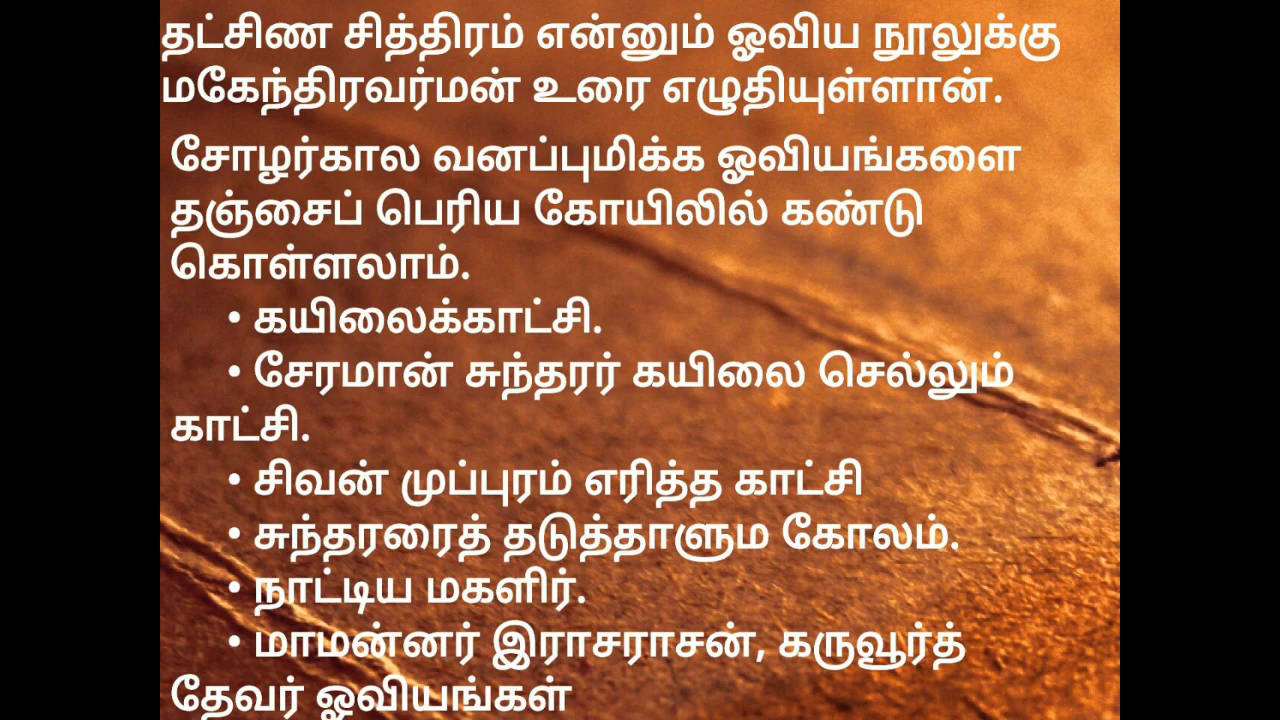 தட்சிண சித்திரம் என்னும் ஓவிய நூலுக்கு
மகேந்திரவர்மன் உரை எழுதியுள்ளான்.
சோழர்கால வனப்புமிக்க ஓவியங்களை
தஞ்சைப் பெரிய கோயிலில் கண்டு
கொள்ளலாம்.
• கயிலைக்காட்சி.
• சேரமான் சுந்தரர் கயிலை செல்லும்
காட்சி.
• சிவன் முப்புரம் எரித்த காட்சி
• சுந்தரரைத் தடுத்தாளும கோலம்.
• நாட்டிய மகளிர்.
• மாமன்னர் இராசராசன், கருவூர்த்
தேவர் ஓவியங்கள்